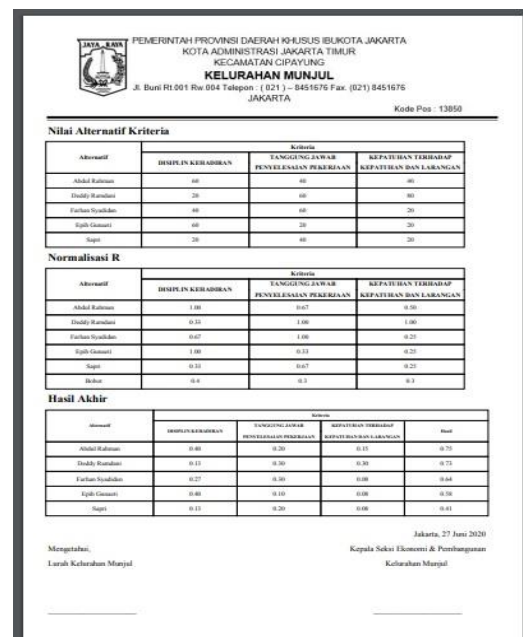 JAYA RAYA
PEMERINTAH PROVINSI DAERAH KHUSUS IBUKOTA JAKARTA
KOTA ADMINISTRASI JAKARTA TIMUR
KECAMATAN CIPAYUNG
KELURAHAN MUNJUL
Jl. Buni Rt.001 Rw.004 Telepon : ( 021 ) – 8451676 Fax. (021) 8451676
JAKARTA
Kode Pos : 13850
Nilai Alternatif Kriteria
Alternatif Kriteria
DISIPLIN KEHADIRAN TANGGUNG JAWAB PENYELESAIAN PEKERJAAN KEPATUHAN TERHADAP KEPATUHAN DAN LARANGAN
Abdul Rahman 60 40 40
Deddy Ramdani 20 60 80
Farhan Syadidan 40 60 20
Epih Gunaeti 60 20 20
Sapri 20 40 20
Normalisasi R
Alternatif Kriteria
DISIPLIN KEHADIRAN TANGGUNG JAWAB PENYELESAIAN PEKERJAAN KEPATUHAN TERHADAP KEPATUHAN DAN LARANGAN
Abdul Rahman 1.00 0.67 0.50
Deddy Ramdani 0.33 1.00 1.00
Farhan Syadidan 0.67 1.00 0.25
Epih Gunaeti 1.00 0.33 0.25
Sapri 0.33 0.67 0.25
Bobot 0.4 0.3 0.3
Hasil Akhir
Alternatif Kriteria
DISIPLIN KEHADIRAN TANGGUNG JAWAB PENYELESAIAN PEKERJAAN KEPATUHAN TERHADAP KEPATUHAN DAN LARANGAN Hasil
Abdul Rahman 0.40 0.20 0.15 0.75
Deddy Ramdani 0.13 0.30 0.30 0.73
Farhan Syadidan 0.27 0.30 0.08 0.64
Epih Gunaeti 0.40 0.10 0.08 0.58
Sapri 0.13 0.20 0.08 0.41
Jakarta, 27 Juni 2020
Mengetahui, Kepala Seksi Ekonomi & Pembangunan
Lurah Kelurahan Munjul Kelurahan Munjul